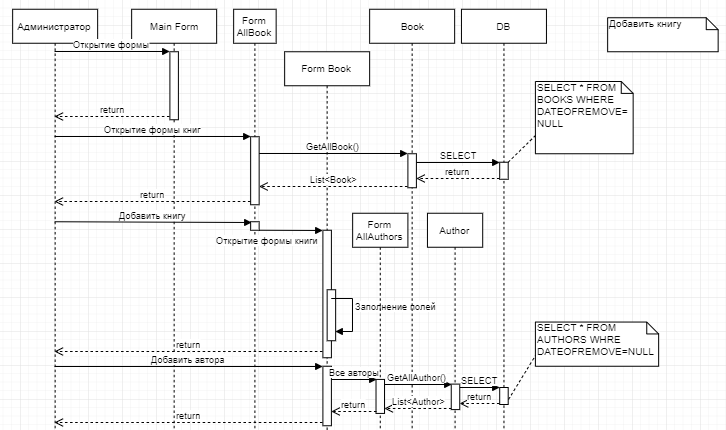 Администратор
Main Form
Form
AllBook
Book
DB
Добавить книгу
Открытие формы
Form Book
SELECT * FROM
BOOKS WHERE
DATEOFREMOVE=
NULL
return
Открытие формы книг
GetAllBook()
SELECT
return
List<Book>
return
Добавить книгу
Form
AllAuthors
Author
Открытие формы книги
Заполнение полей
SELECT * FROM
AUTHORS WHRE
DATEOFREMOVE=NULL
return
Добавить автора
Все авторы
GetAllAuthor()
SELECT
return
List<Author>
return
return